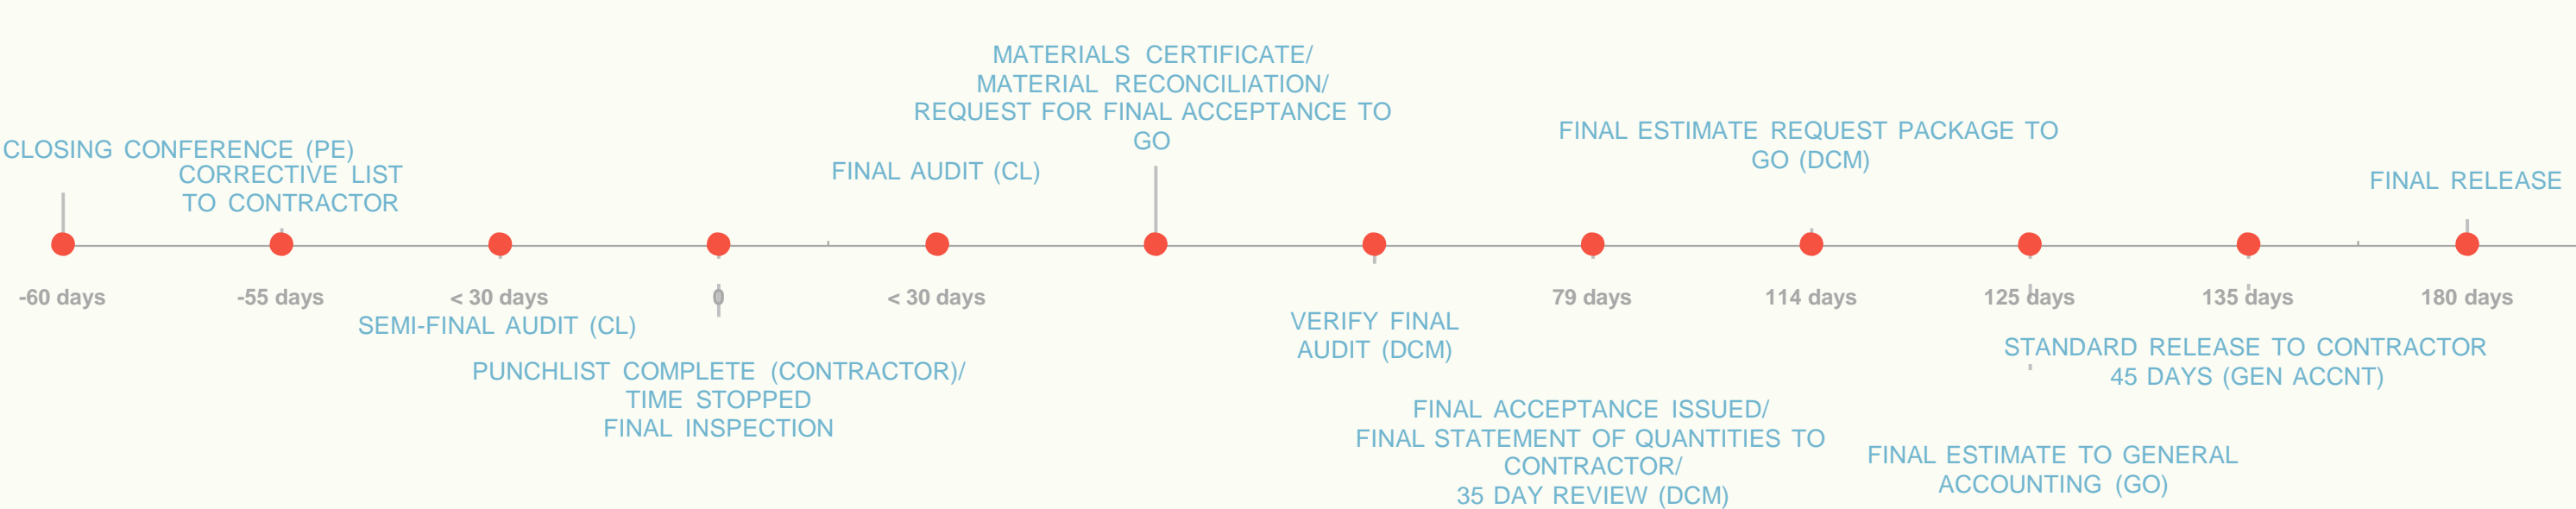 MATERIALS CERTIFICATE/
MATERIAL RECONCILIATION/
REQUEST FOR FINAL ACCEPTANCE TO
GO
FINAL ESTIMATE REQUEST PACKAGE TO
GO (DCM)
CLOSING CONFERENCE (PE)
CORRECTIVE LIST
TO CONTRACTOR
FINAL AUDIT (CL)
FINAL RELEASE
-60 days
-55 days
< 30 days
0
< 30 days
79 days
114 days
125 days
135 days
180 days
SEMI-FINAL AUDIT (CL)
PUNCHLIST COMPLETE (CONTRACTOR)/
TIME STOPPED
FINAL INSPECTION
VERIFY FINAL
AUDIT (DCM)
FINAL ACCEPTANCE ISSUED/
FINAL STATEMENT OF QUANTITIES TO
CONTRACTOR/
35 DAY REVIEW (DCM)
STANDARD RELEASE TO CONTRACTOR
45 DAYS (GEN ACCNT)
FINAL ESTIMATE TO GENERAL
ACCOUNTING (GO)